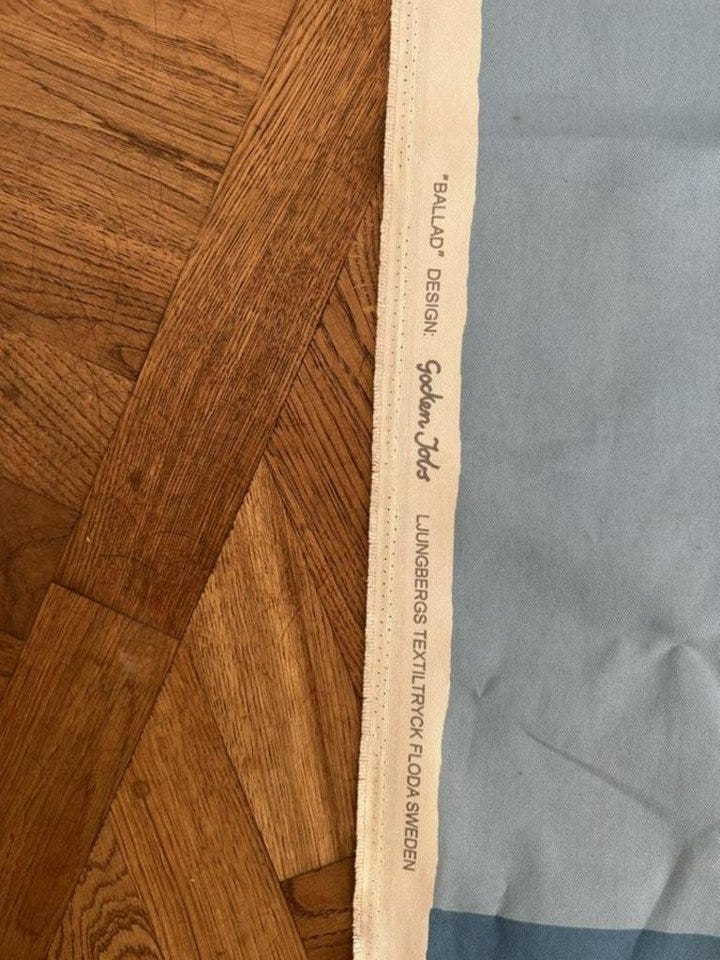 "BALLAD" DESIGN: Gocken Jobs LJUNGBERGS TEXTILTRYCK FLODA SWEDEN